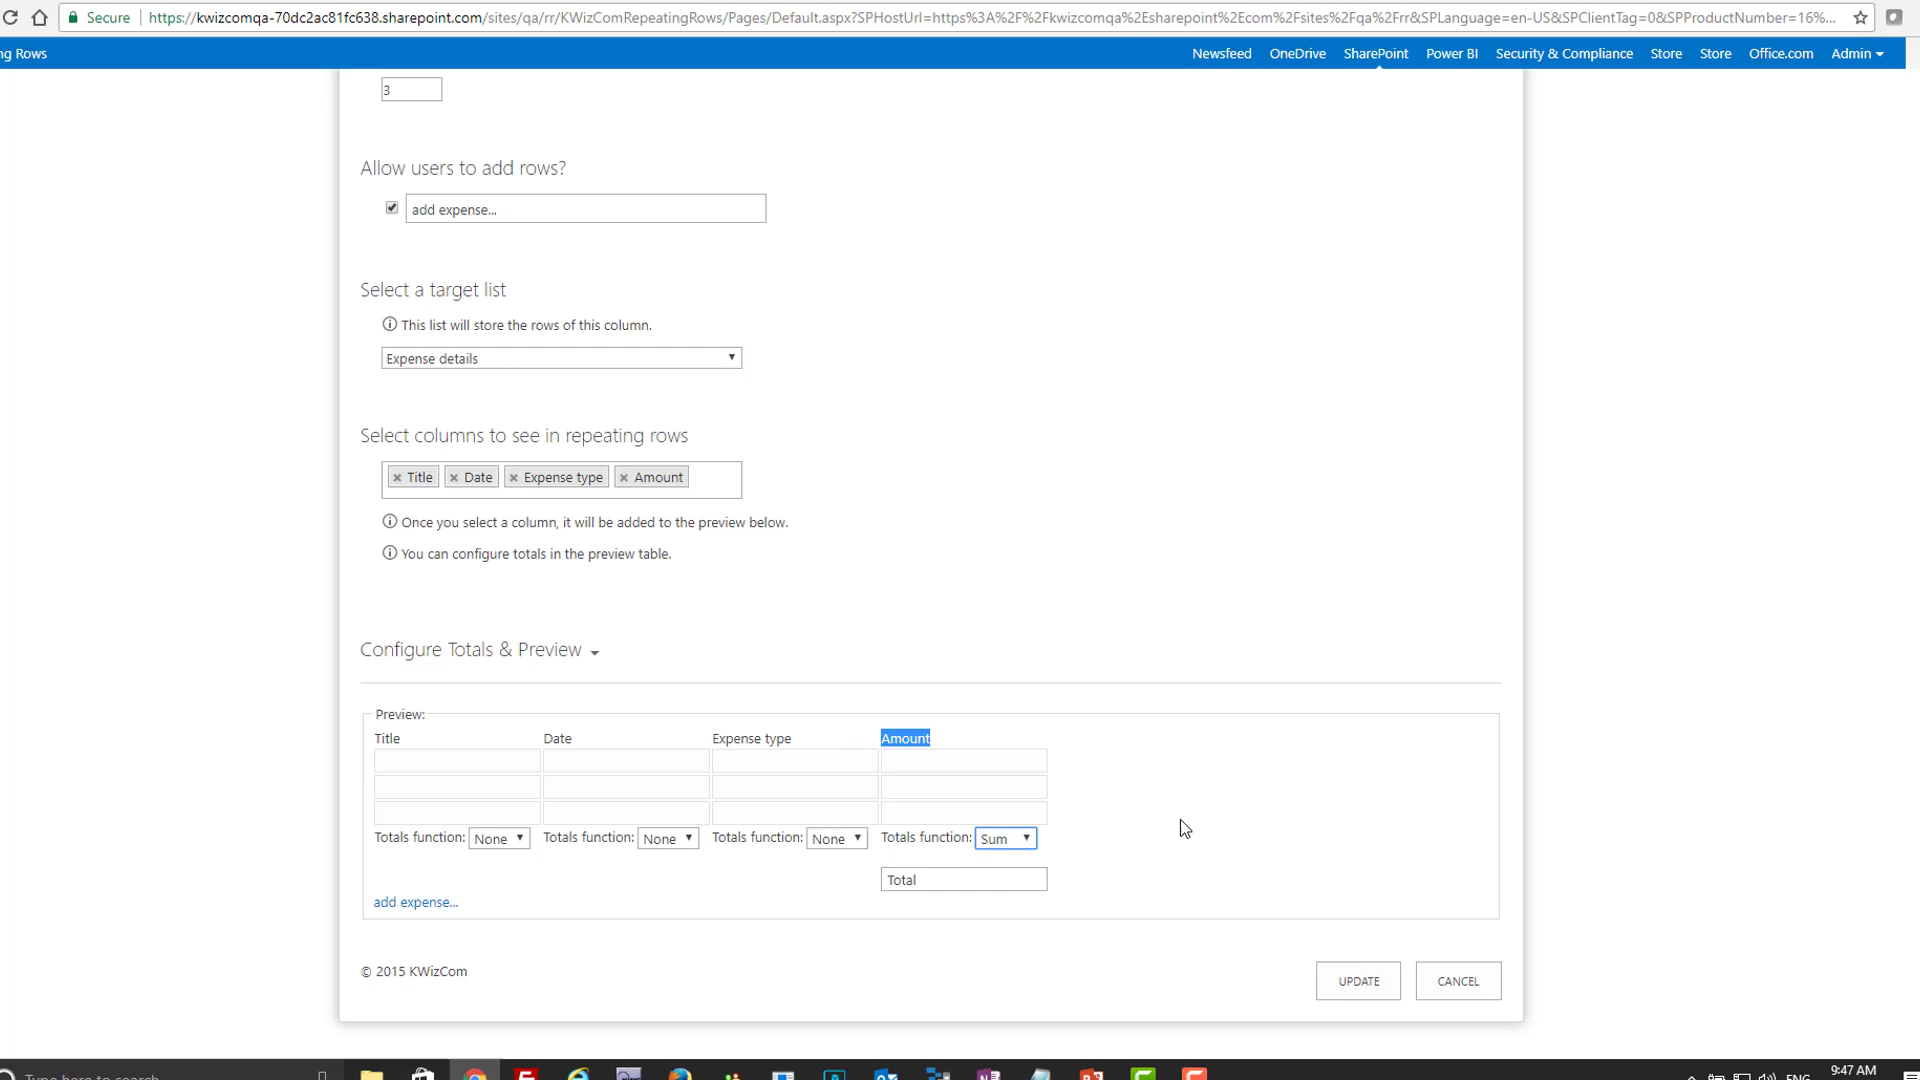 Secure https://kwizcomqa-70dc2ac81fc638.sharepoint.com/sites/qa/rr/KWizComRepeatingRows/Pages/Default.aspx?SPHostUrl=https%3A%2F%2Fkwizcomqa%2Esharepoint%2Ecom%2Fsites%2Fqa%2Frr&SPLanguage=en-US&SPClientTag=0&SPProductNumber=16%...
ng Rows Newsfeed OneDrive SharePoint Power BI Security & Compliance Store Store Office.com Admin
3
Allow users to add rows?
add expense...
Select a target list
This list will store the rows of this column.
Expense details
Select columns to see in repeating rows
× Title × Date × Expense type × Amount
Once you select a column, it will be added to the preview below.
You can configure totals in the preview table.
Configure Totals & Preview
Preview:
Title Date Expense type Amount
Totals function: None Totals function: None Totals function: None Totals function: Sum
Total
add expense...
© 2015 KWizCom UPDATE CANCEL
Type here to search ENG 9:47 AM